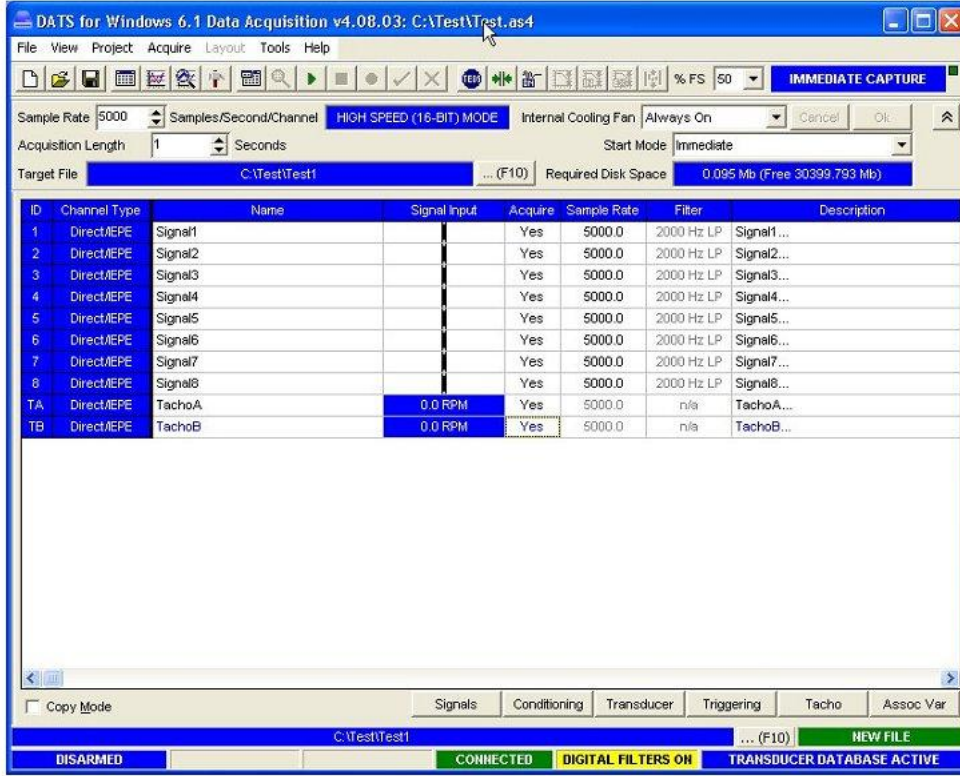 DATS for Windows 6.1 Data Acquisition v4.08.03: C:\Test\Test.as4
File View Project Acquire Layout Tools Help
TEDS % FS 50 IMMEDIATE CAPTURE
Sample Rate 5000 Samples/Second/Channel HIGH SPEED (16-BIT) MODE Internal Cooling Fan Always On Cancel Ok
Acquisition Length 1 Seconds Start Mode Immediate
Target File C:\Test\Test1 ... (F10) Required Disk Space 0.095 Mb (Free 30399.793 Mb)
ID Channel Type Name Signal Input Acquire Sample Rate Filter Description
1 Direct/IEPE Signal1 Yes 5000.0 2000 Hz LP Signal1...
2 Direct/IEPE Signal2 Yes 5000.0 2000 Hz LP Signal2...
3 Direct/IEPE Signal3 Yes 5000.0 2000 Hz LP Signal3...
4 Direct/IEPE Signal4 Yes 5000.0 2000 Hz LP Signal4...
5 Direct/IEPE Signal5 Yes 5000.0 2000 Hz LP Signal5...
6 Direct/IEPE Signal6 Yes 5000.0 2000 Hz LP Signal6...
7 Direct/IEPE Signal7 Yes 5000.0 2000 Hz LP Signal7...
8 Direct/IEPE Signal8 Yes 5000.0 2000 Hz LP Signal8...
TA Direct/IEPE TachoA 0.0 RPM Yes 5000.0 n/a TachoA...
TB Direct/IEPE TachoB 0.0 RPM Yes 5000.0 n/a TachoB...
Copy Mode Signals Conditioning Transducer Triggering Tacho Assoc Var
C:\Test\Test1 ... (F10) NEW FILE
DISARMED CONNECTED DIGITAL FILTERS ON TRANSDUCER DATABASE ACTIVE